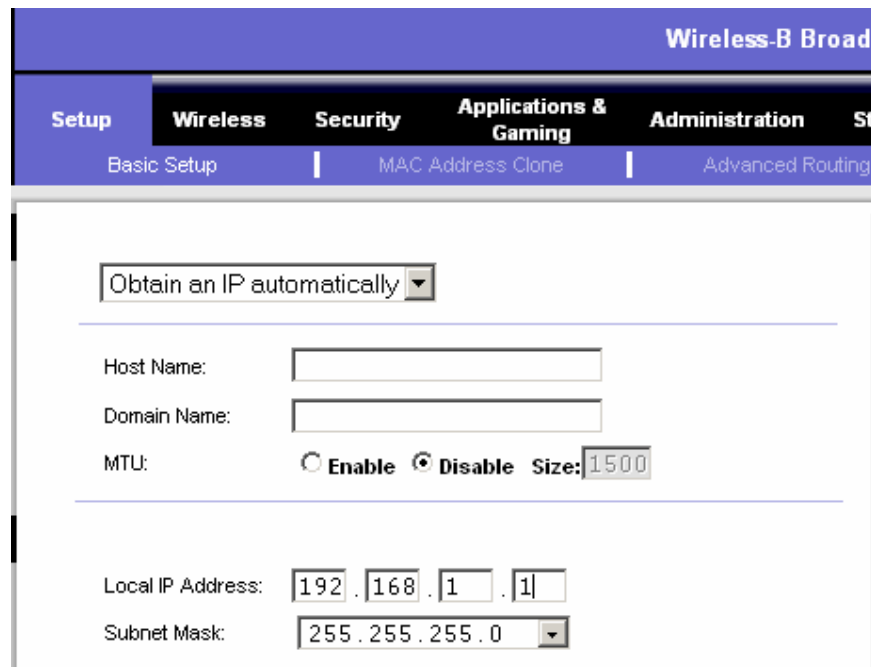 Wireless-B Broad
Setup Wireless Security Applications & Gaming Administration St
Basic Setup MAC Address Clone Advanced Routing
Obtain an IP automatically
Host Name:
Domain Name:
MTU: Enable Disable Size: 1500
Local IP Address: 192 . 168 . 1 . 1
Subnet Mask: 255.255.255.0